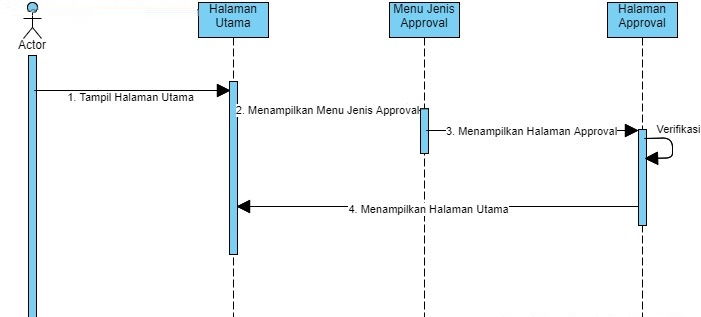 Actor
Halaman
Utama
Menu Jenis
Approval
Halaman
Approval
1. Tampil Halaman Utama
2. Menampilkan Menu Jenis Approval
3. Menampilkan Halaman Approval
Verifikasi
4. Menampilkan Halaman Utama